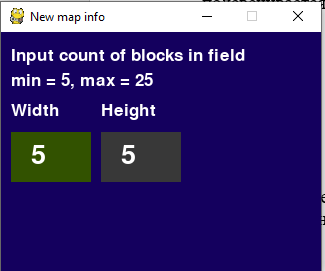 New map info
Input count of blocks in field
min = 5, max = 25
Width Height
5 5